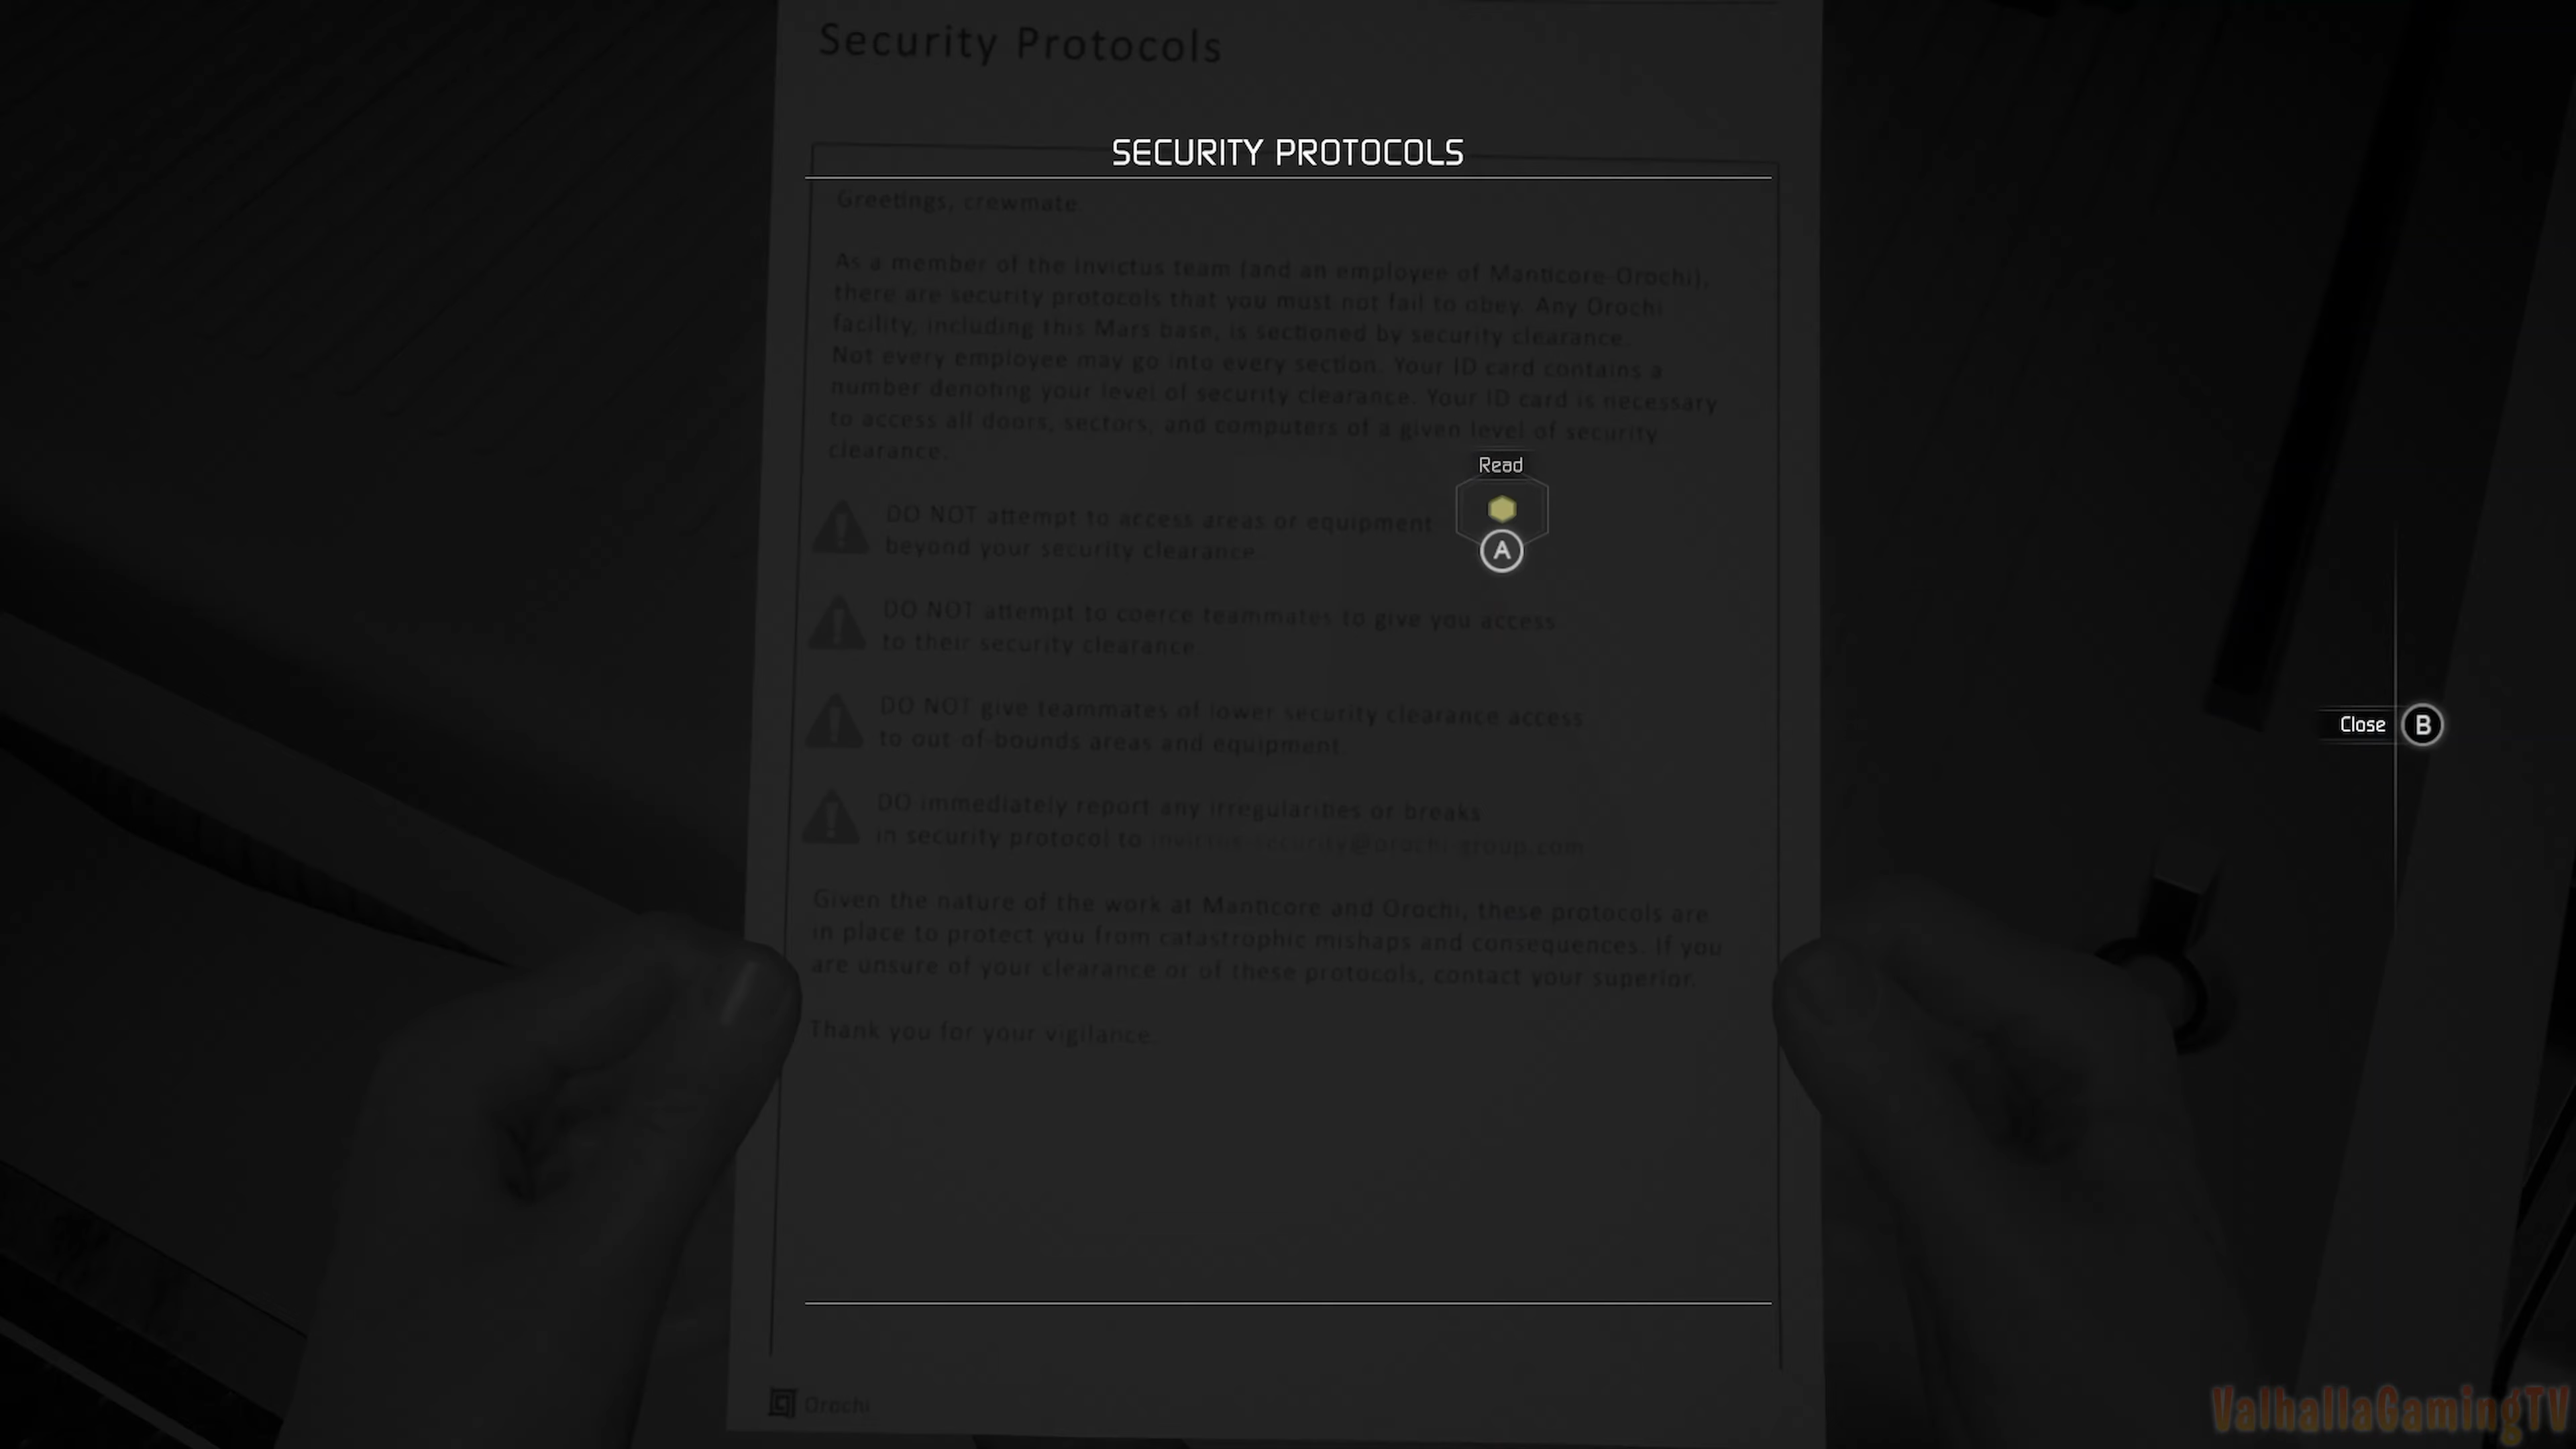 Security Protocols
SECURITY PROTOCOLS
Greetings, crewmate
As a member of the Invictus team (and an employee of Manticore-Orochi),
there are security protocols that you must not fail to obey. Any Orochi
facility, including this Mars base, is sectioned by security clearance.
Not every employee may go into every section. Your ID card contains a
number denoting your level of security clearance. Your ID card is necessary
to access all doors, sectors, and computers of a given level of security
clearance.
Read
A
DO NOT attempt to access areas or equipment
beyond your security clearance
DO NOT attempt to coerce teammates to give you access
to their security clearance
DO NOT give teammates of lower security clearance access
to out-of-bounds areas and equipment
Close B
DO immediately report any irregularities or breaks
in security protocol to invictus-security@orochi-group.com
Given the nature of the work at Manticore and Orochi, these protocols are
in place to protect you from catastrophic mishaps and consequences. If you
are unsure of your clearance or of these protocols, contact your superior.
Thank you for your vigilance.
Orochi
ValhallaGamingTV